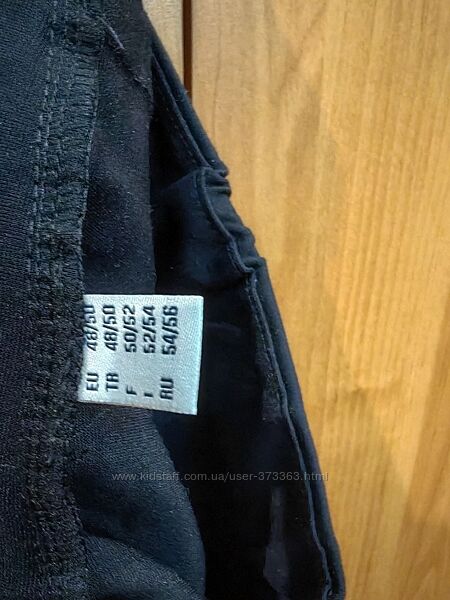 EU 48/50
TR 48/50
F 50/52
I 52/54
RU 54/56
www.kidstaff.com.ua/user-373363.html